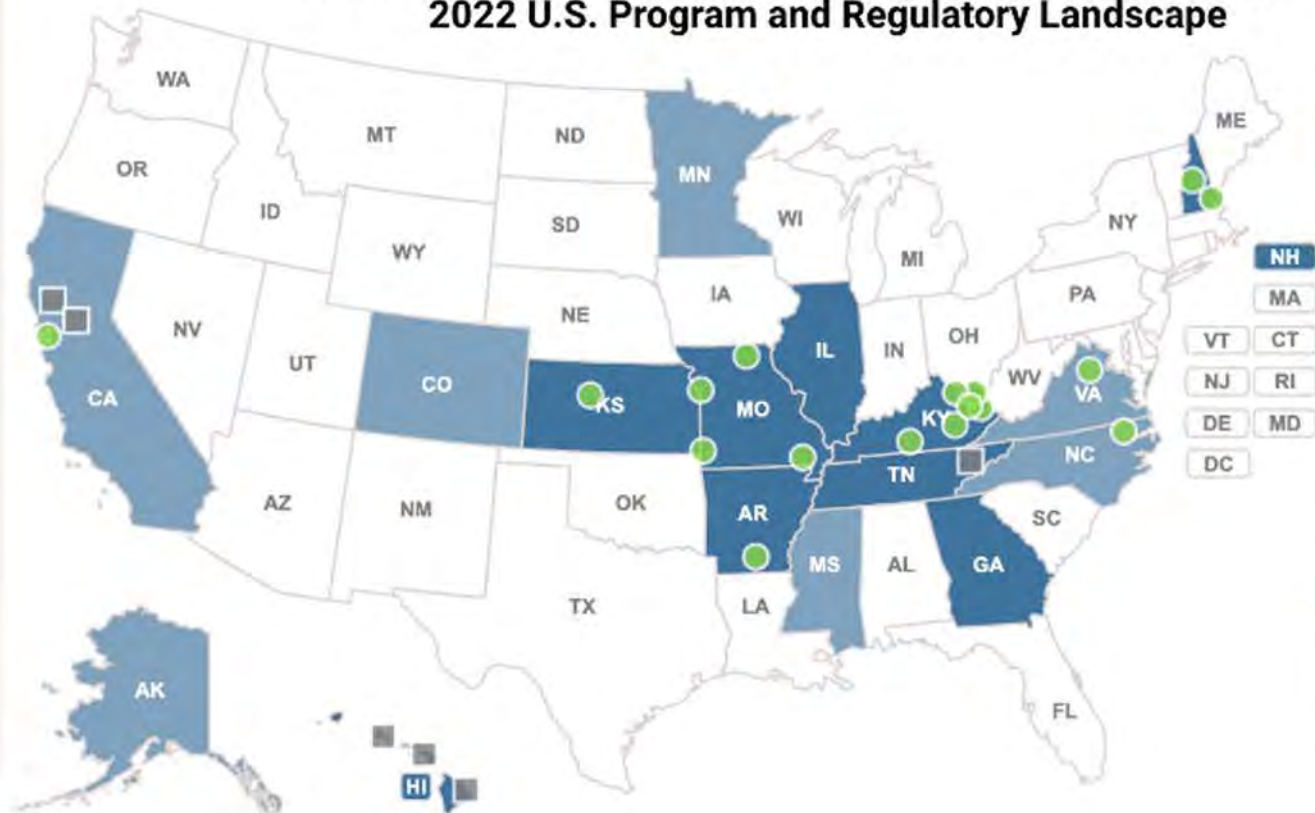 2022 U.S. Program and Regulatory Landscape
WA
MT
ND
MN
ME
OR
ID
SD
WI
NY
WY
MI
NH
IA
PA
MA
NE
NV
IL
IN
OH
VT
CT
UT
CO
WV
NJ
RI
CA
KS
MO
KY
VA
DE
MD
NC
DC
TN
AZ
NM
OK
AR
SC
MS
AL
GA
TX
LA
AK
FL
HI